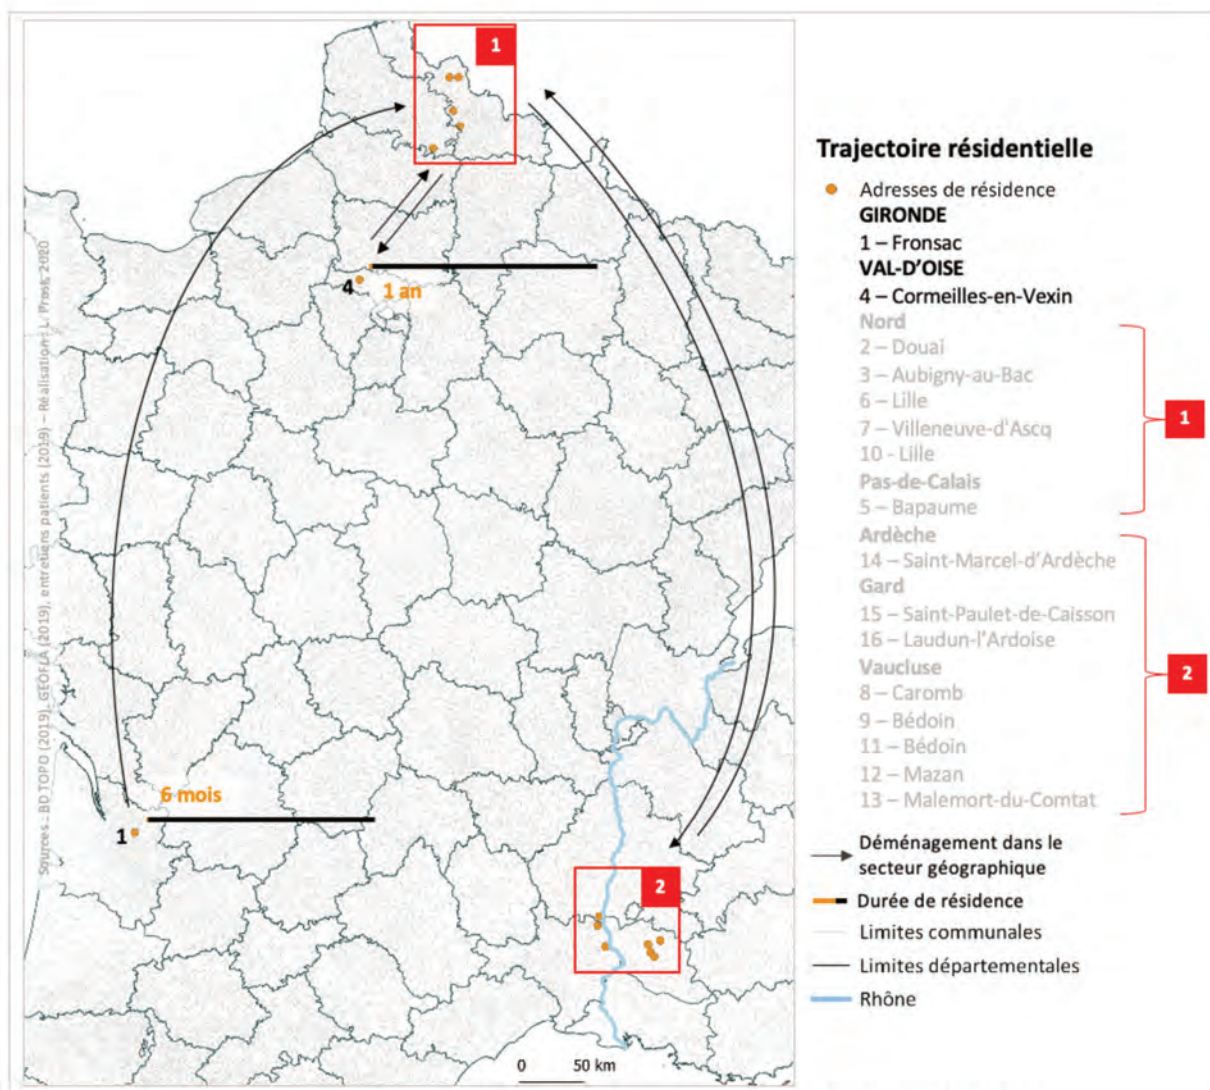 1
4
1 an
6 mois
1
2
0 50 km
Sources : BD TOPO (2019), GEOFLA (2019), entretiens patients (2019) – Réalisation : L. Pross, 2020
Trajectoire résidentielle
Adresses de résidence
GIRONDE
1 – Fronsac
VAL-D'OISE
4 – Cormeilles-en-Vexin
Nord
2 – Douai
3 – Aubigny-au-Bac
6 – Lille
7 – Villeneuve-d'Ascq
10 - Lille
Pas-de-Calais
5 – Bapaume
1
Ardèche
14 – Saint-Marcel-d'Ardèche
Gard
15 – Saint-Paulet-de-Caisson
16 – Laudun-l'Ardoise
Vaucluse
8 – Caromb
9 – Bédoin
11 – Bédoin
12 – Mazan
13 – Malemort-du-Comtat
2
Déménagement dans le
secteur géographique
Durée de résidence
Limites communales
Limites départementales
Rhône